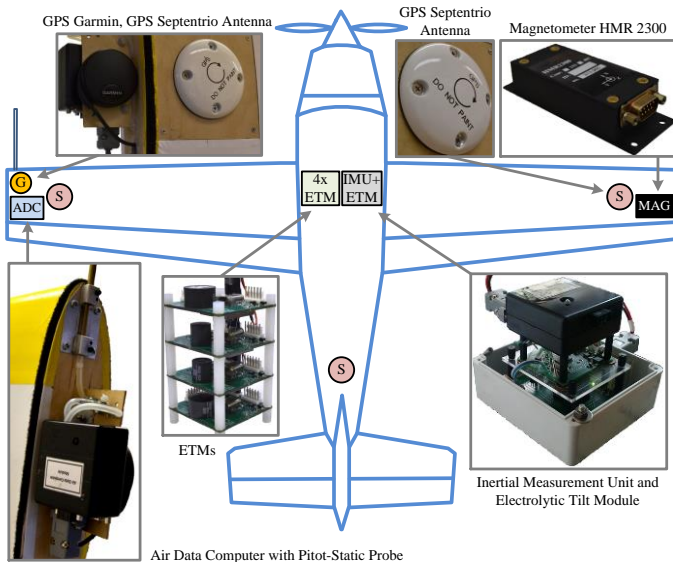 GPS Garmin, GPS Septentrio Antenna
GPS Septentrio
Antenna
Magnetometer HMR 2300
GPS
DO NOT PAINT
GPS
DO NOT PAINT
GARMIN
4x
ETM
IMU+
ETM
G
S
ADC
S
MAG
S
ETMs
Inertial Measurement Unit and
Electrolytic Tilt Module
Air Data Computer with Pitot-Static Probe